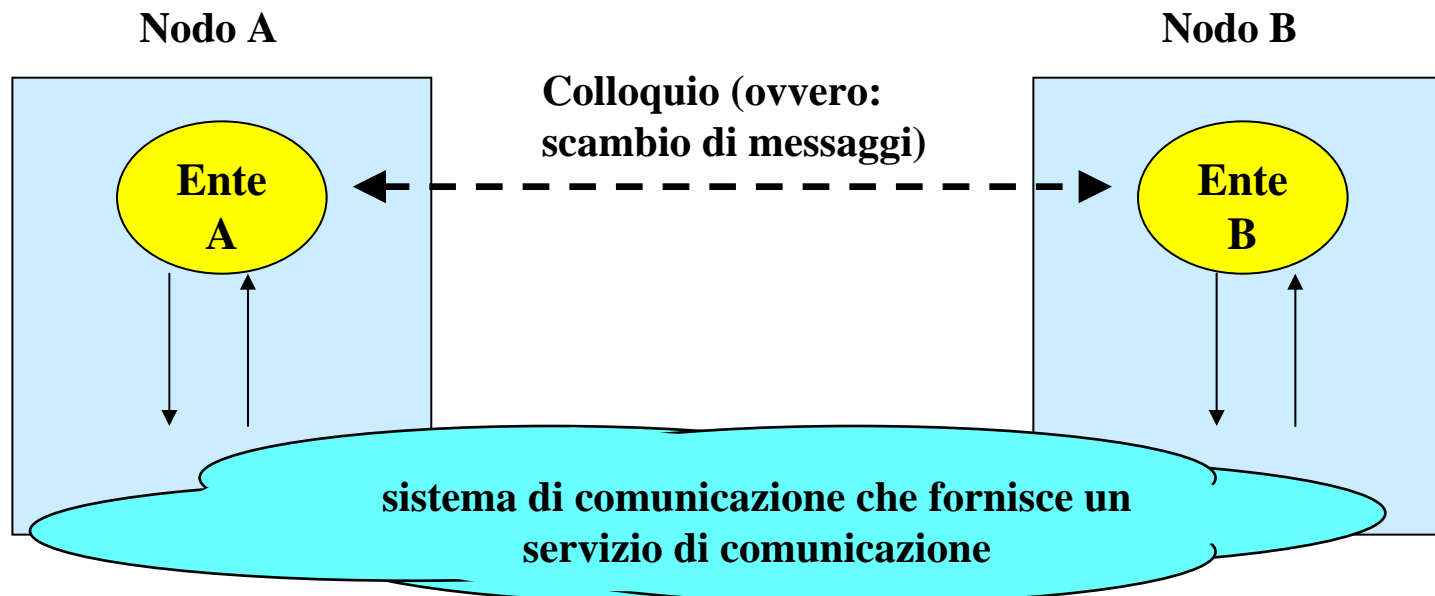 Nodo A
Nodo B
Colloquio (ovvero:
scambio di messaggi)
Ente
A
Ente
B
sistema di comunicazione che fornisce un
servizio di comunicazione